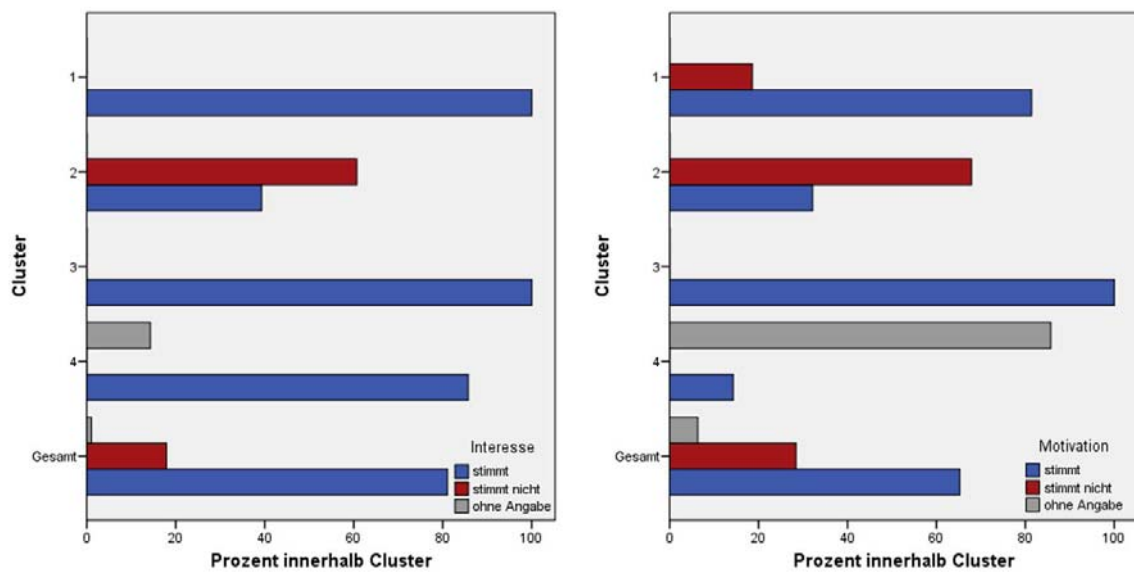 Cluster
1
2
3
4
Gesamt
Interesse
stimmt
stimmt nicht
ohne Angabe
0 20 40 60 80 100
Prozent innerhalb Cluster
Cluster
1
2
3
4
Gesamt
Motivation
stimmt
stimmt nicht
ohne Angabe
0 20 40 60 80 100
Prozent innerhalb Cluster